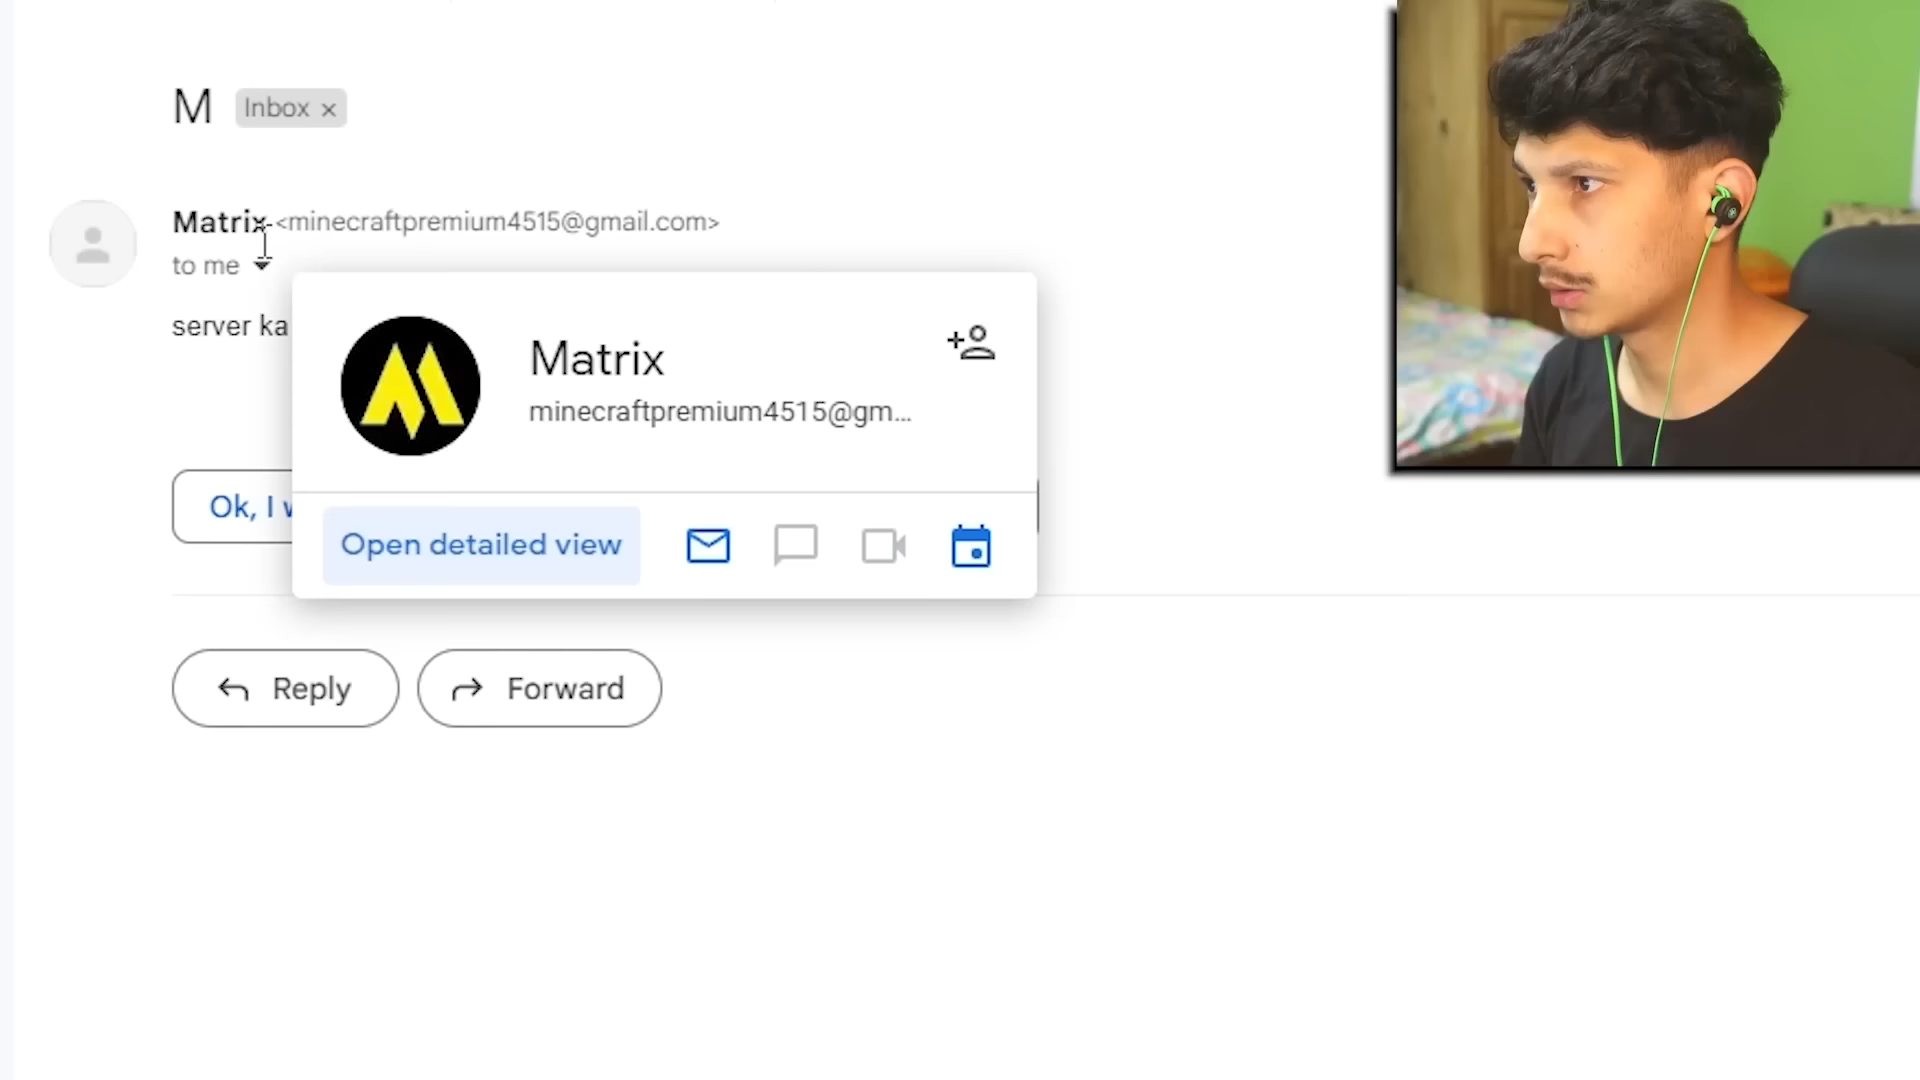 M Inbox ×
Matrix <minecraftpremium4515@gmail.com>
to me
server ka
Matrix
minecraftpremium4515@gm...
Ok, I
Open detailed view
Reply Forward